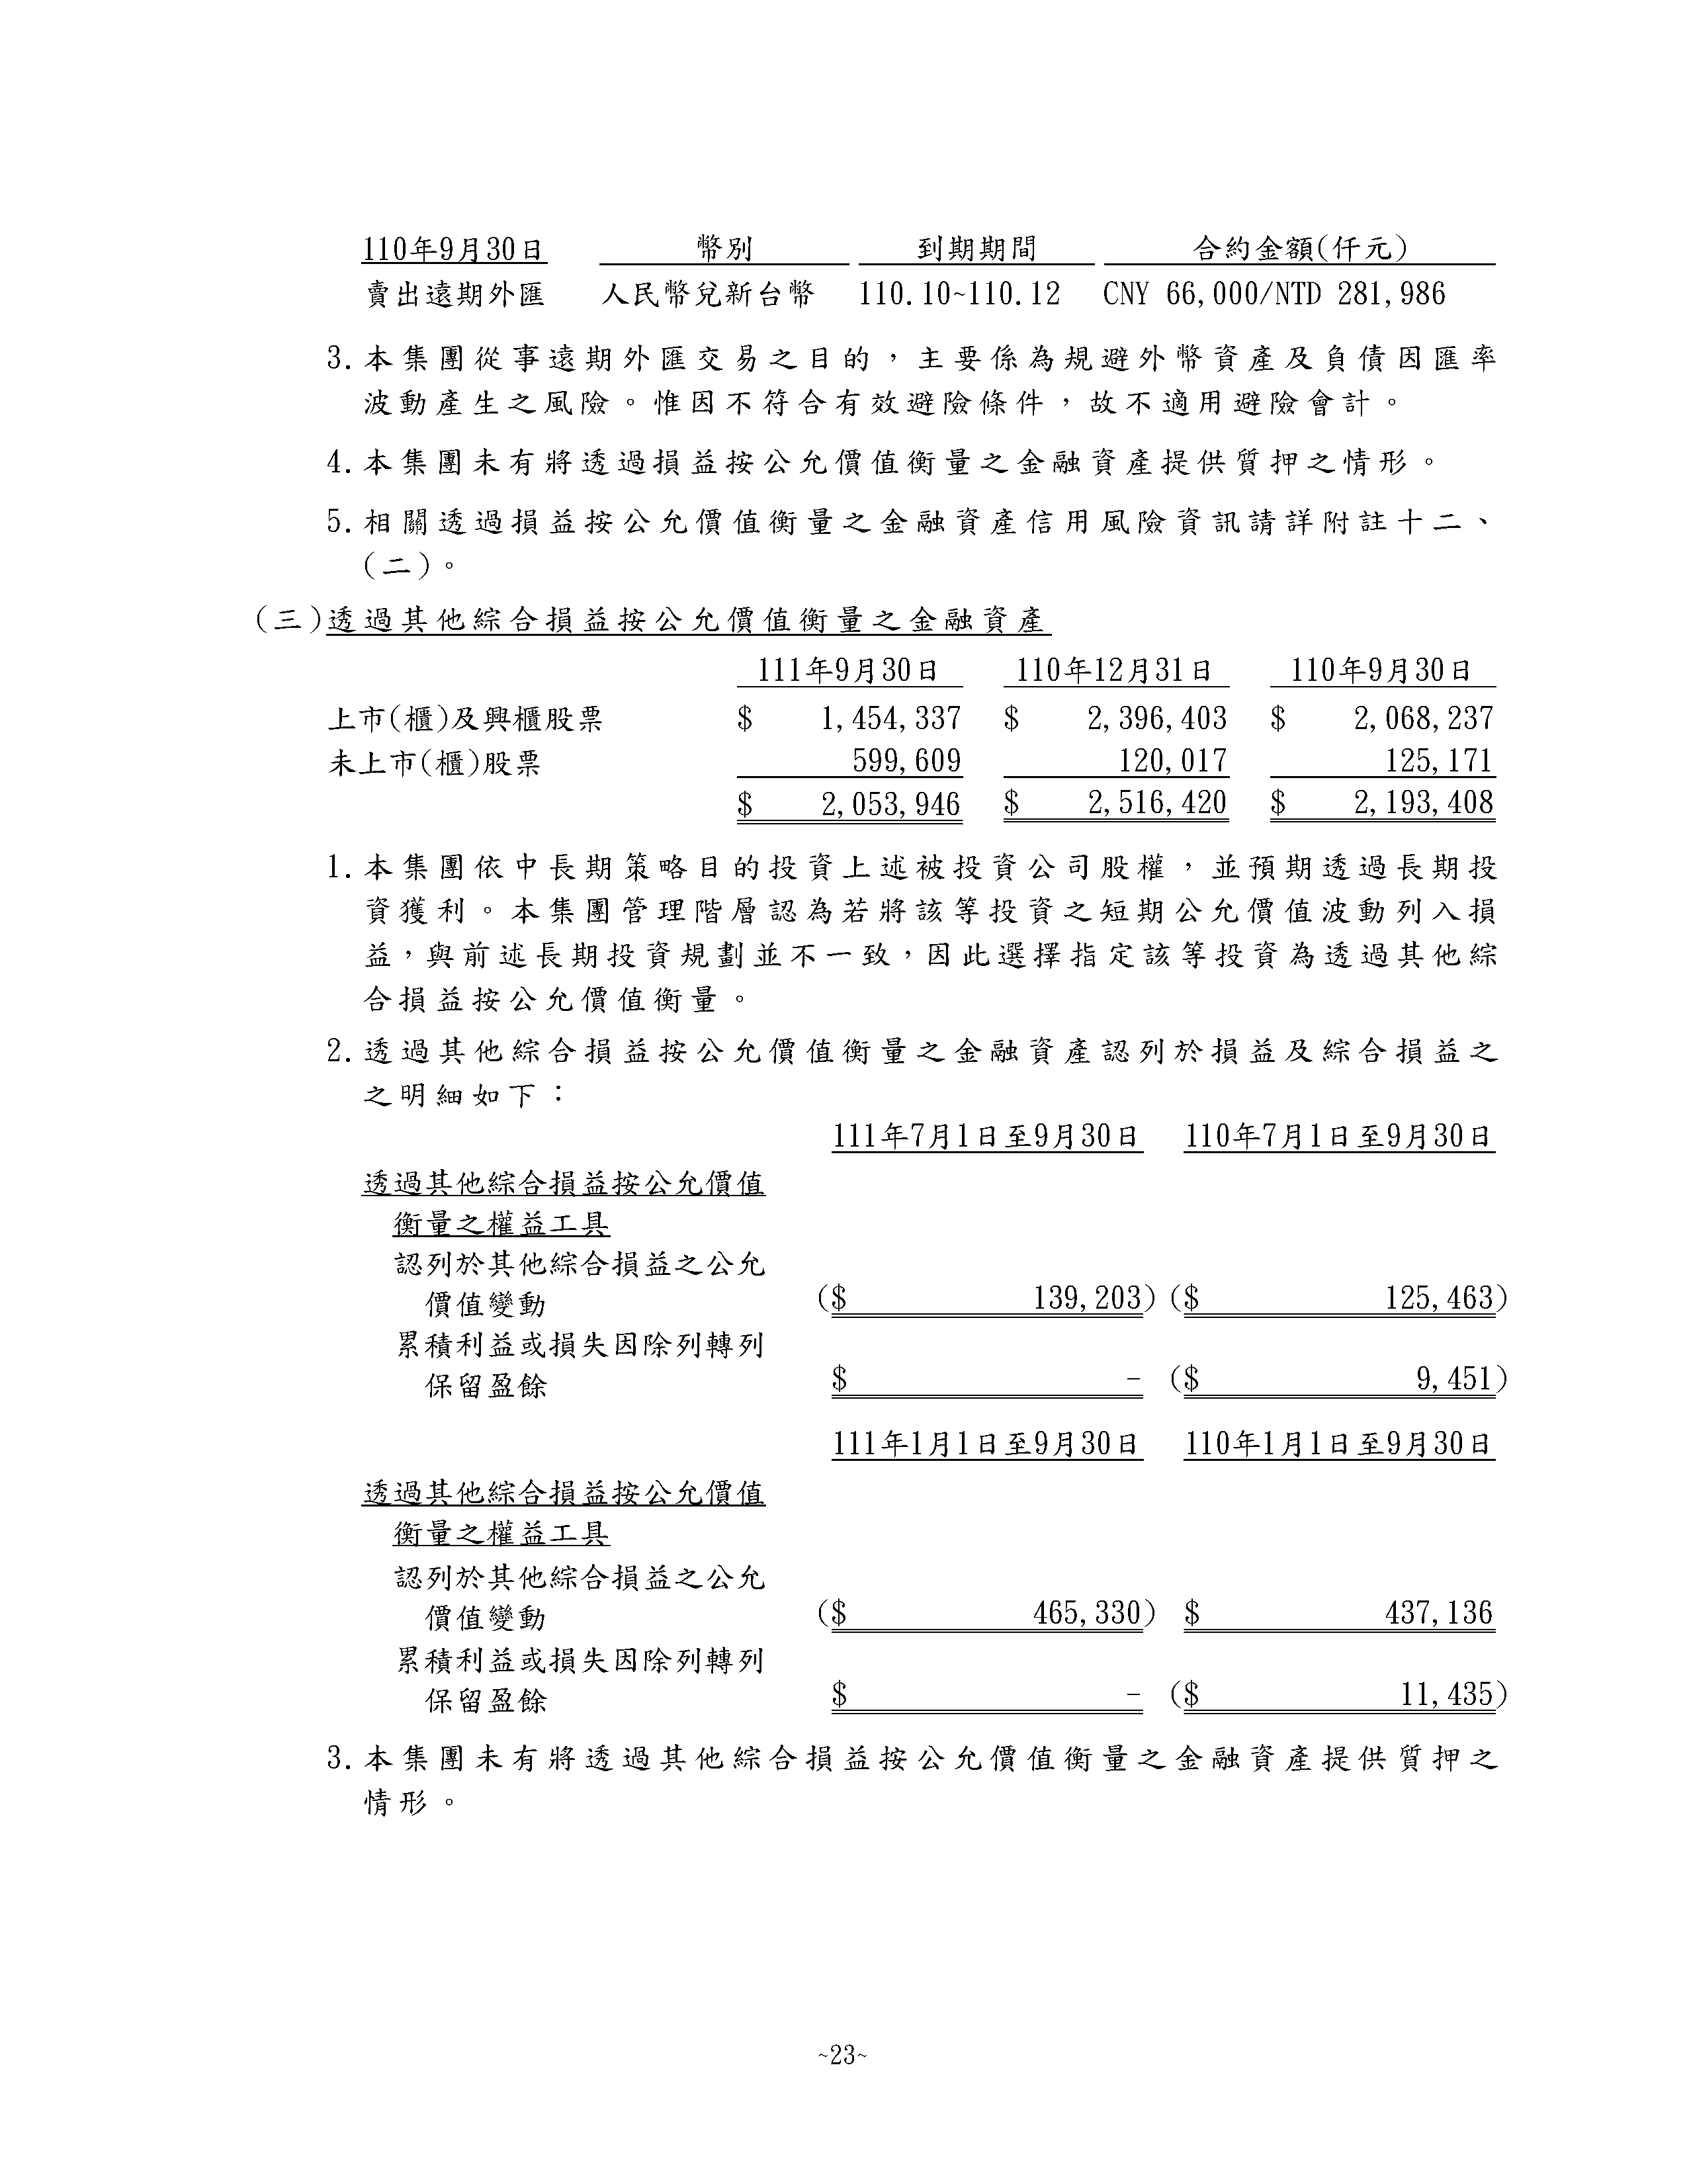 110年9月30日 幣別 到期期間 合約金額(仟元)
賣出遠期外匯 人民幣兌新台幣 110.10~110.12 CNY 66,000/NTD 281,986
3.本集團從事遠期外匯交易之目的，主要係為規避外幣資產及負債因匯率
波動產生之風險。惟因不符合有效避險條件，故不適用避險會計。
4.本集團未有將透過損益按公允價值衡量之金融資產提供質押之情形。
5.相關透過損益按公允價值衡量之金融資產信用風險資訊請詳附註十二、
(二)。
(三)透過其他綜合損益按公允價值衡量之金融資產
111年9月30日 110年12月31日 110年9月30日
上市(櫃)及興櫃股票 $ 1,454,337 $ 2,396,403 $ 2,068,237
未上市(櫃)股票 599,609 120,017 125,171
$ 2,053,946 $ 2,516,420 $ 2,193,408
1.本集團依中長期策略目的投資上述被投資公司股權，並預期透過長期投
資獲利。本集團管理階層認為若將該等投資之短期公允價值波動列入損
益，與前述長期投資規劃並不一致，因此選擇指定該等投資為透過其他綜
合損益按公允價值衡量。
2.透過其他綜合損益按公允價值衡量之金融資產認列於損益及綜合損益之
之明細如下：
111年7月1日至9月30日 110年7月1日至9月30日
透過其他綜合損益按公允價值
衡量之權益工具
認列於其他綜合損益之公允
價值變動 ($ 139,203) ($ 125,463)
累積利益或損失因除列轉列
保留盈餘 $ - ($ 9,451)
111年1月1日至9月30日 110年1月1日至9月30日
透過其他綜合損益按公允價值
衡量之權益工具
認列於其他綜合損益之公允
價值變動 ($ 465,330) $ 437,136
累積利益或損失因除列轉列
保留盈餘 $ - ($ 11,435)
3.本集團未有將透過其他綜合損益按公允價值衡量之金融資產提供質押之
情形。
~23~